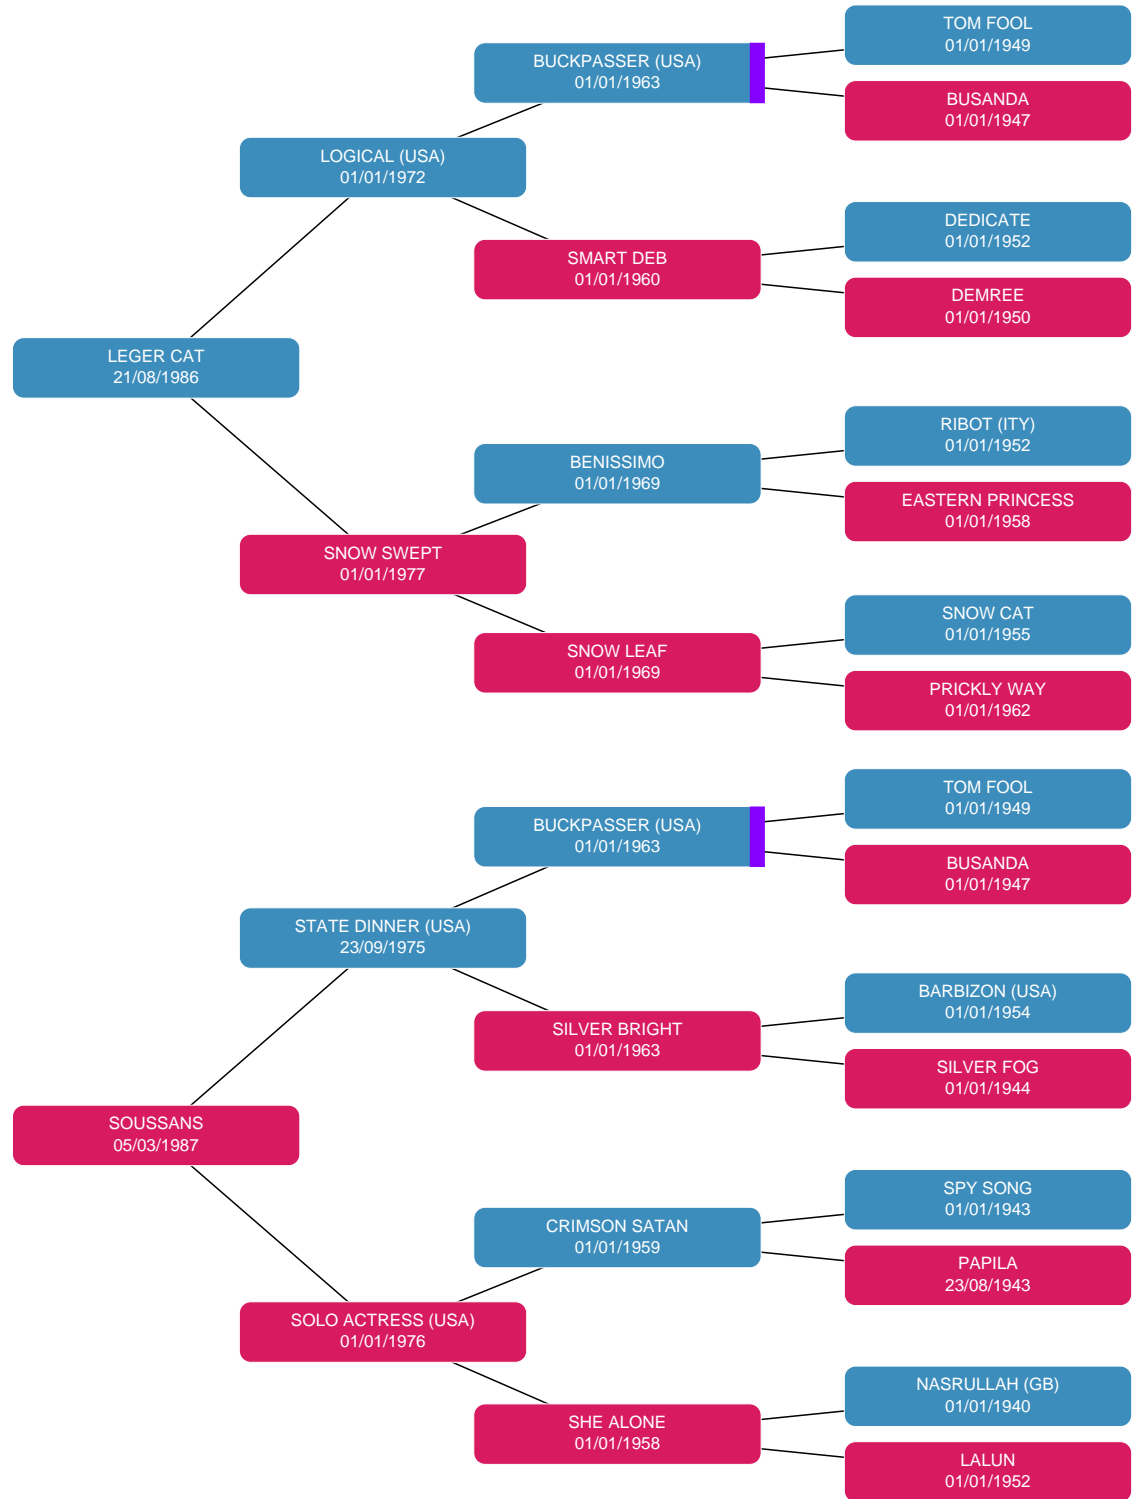 TOM FOOL
01/01/1949
BUCKPASSER (USA)
01/01/1963
BUSANDA
01/01/1947
LOGICAL (USA)
01/01/1972
DEDICATE
01/01/1952
SMART DEB
01/01/1960
DEMREE
01/01/1950
LEGER CAT
21/08/1986
RIBOT (ITY)
01/01/1952
BENISSIMO
01/01/1969
EASTERN PRINCESS
01/01/1958
SNOW SWEPT
01/01/1977
SNOW CAT
01/01/1955
SNOW LEAF
01/01/1969
PRICKLY WAY
01/01/1962
TOM FOOL
01/01/1949
BUCKPASSER (USA)
01/01/1963
BUSANDA
01/01/1947
STATE DINNER (USA)
23/09/1975
BARBIZON (USA)
01/01/1954
SILVER BRIGHT
01/01/1963
SILVER FOG
01/01/1944
SOUSSANS
05/03/1987
SPY SONG
01/01/1943
CRIMSON SATAN
01/01/1959
PAPILA
23/08/1943
SOLO ACTRESS (USA)
01/01/1976
NASRULLAH (GB)
01/01/1940
SHE ALONE
01/01/1958
LALUN
01/01/1952